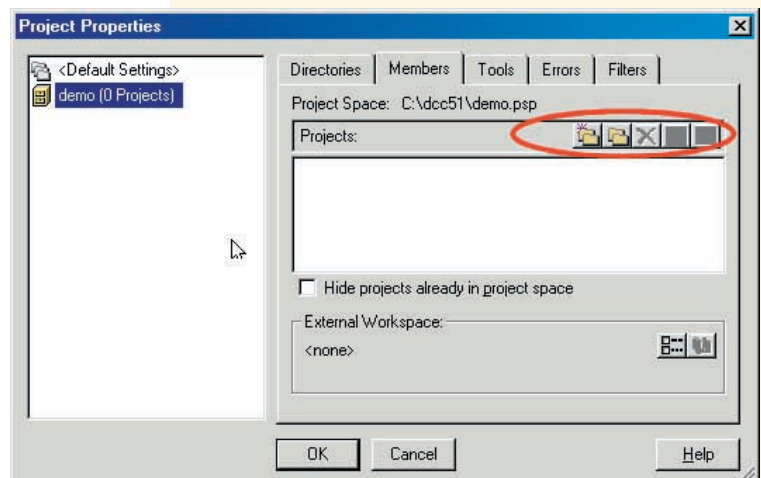 Project Properties
<Default Settings>
demo (0 Projects)
Directories Members Tools Errors Filters
Project Space: C:\dcc51\demo.psp
Projects:
Hide projects already in project space
External Workspace:
<none>
OK Cancel Help